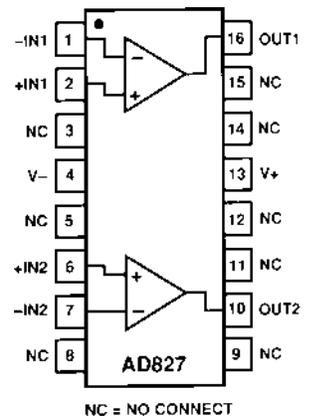 -IN1 1 16 OUT1
+IN1 2 - + 15 NC
NC 3 14 NC
V- 4 13 V+
NC 5 12 NC
+IN2 6 + 11 NC
-IN2 7 - 10 OUT2
NC 8 AD827 9 NC
NC = NO CONNECT